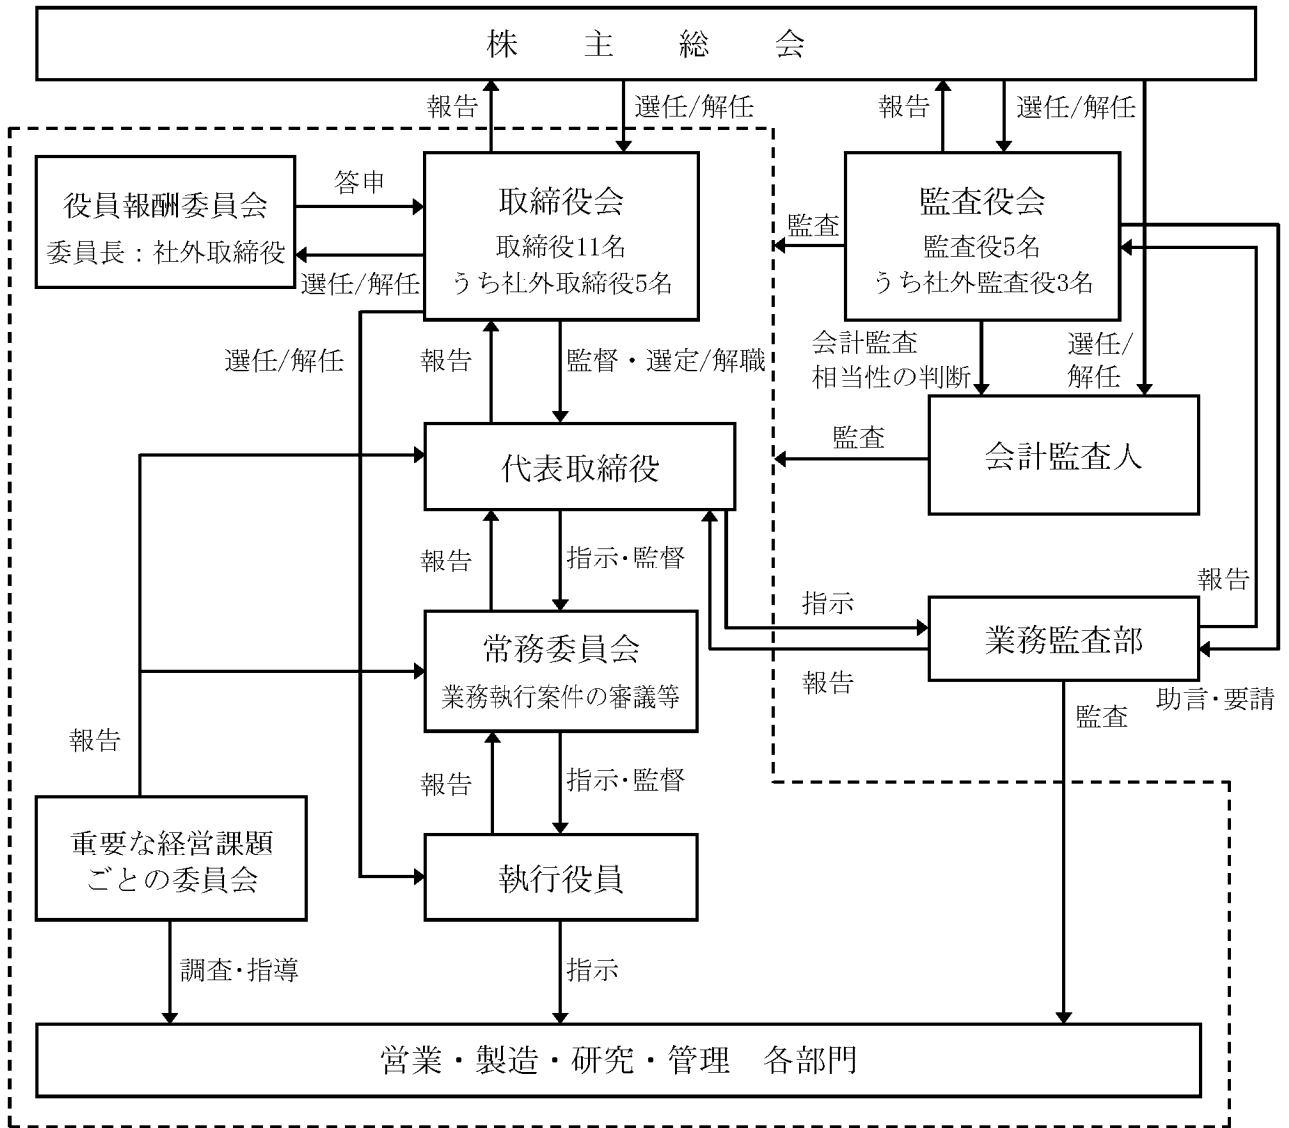 株主総会
報告
選任/解任
報告
選任/解任
役員報酬委員会
委員長：社外取締役
答申
選任/解任
取締役会
取締役11名
うち社外取締役5名
監査
監査役会
監査役5名
うち社外監査役3名
選任/解任
報告
監督・選定/解職
会計監査
相当性の判断
選任/
解任
代表取締役
監査
会計監査人
報告
指示・監督
指示
報告
業務監査部
報告
助言・要請
監査
常務委員会
業務執行案件の審議等
報告
報告
指示・監督
重要な経営課題
ごとの委員会
執行役員
調査・指導
指示
営業・製造・研究・管理　各部門